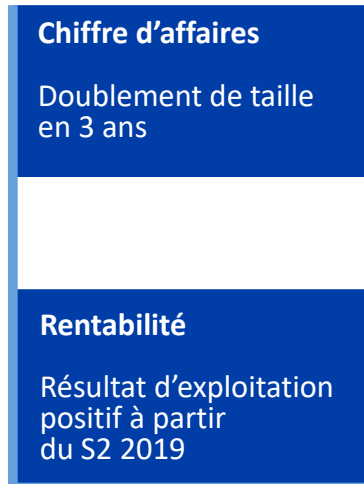 Chiffre d’affaires
Doublement de taille
en 3 ans
Rentabilité
Résultat d’exploitation
positif à partir
du S2 2019